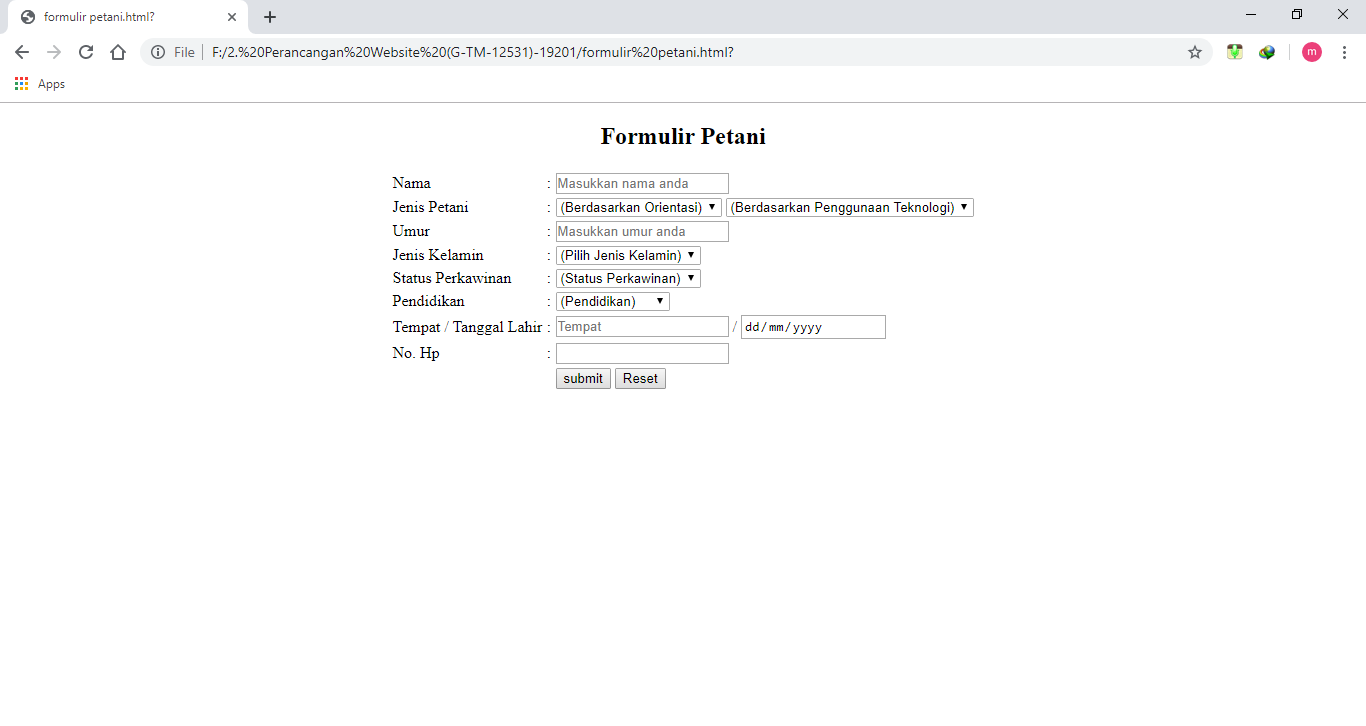 formulir petani.html?
File F:/2.%20Perancangan%20Website%20(G-TM-12531)-19201/formulir%20petani.html?
m
Apps
Formulir Petani
Nama : Masukkan nama anda
Jenis Petani : (Berdasarkan Orientasi) (Berdasarkan Penggunaan Teknologi)
Umur : Masukkan umur anda
Jenis Kelamin : (Pilih Jenis Kelamin)
Status Perkawinan : (Status Perkawinan)
Pendidikan : (Pendidikan)
Tempat / Tanggal Lahir : Tempat / dd/mm/yyyy
No. Hp :
submit Reset